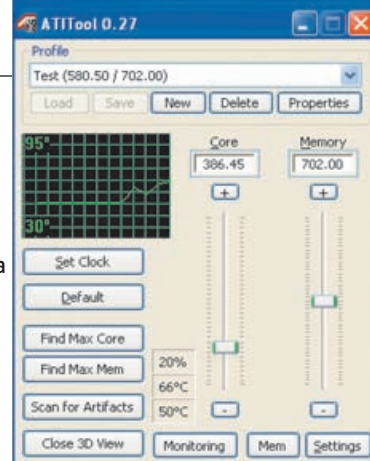 ATITool 0.27
Profile
Test (580.50 / 702.00)
Load Save New Delete Properties
95°
30°
Core Memory
386.45 702.00
+ +
a
Set Clock
Default
Find Max Core
Find Max Mem
Scan for Artifacts
Close 3D View
20%
66°C
50°C
- -
Monitoring Mem Settings